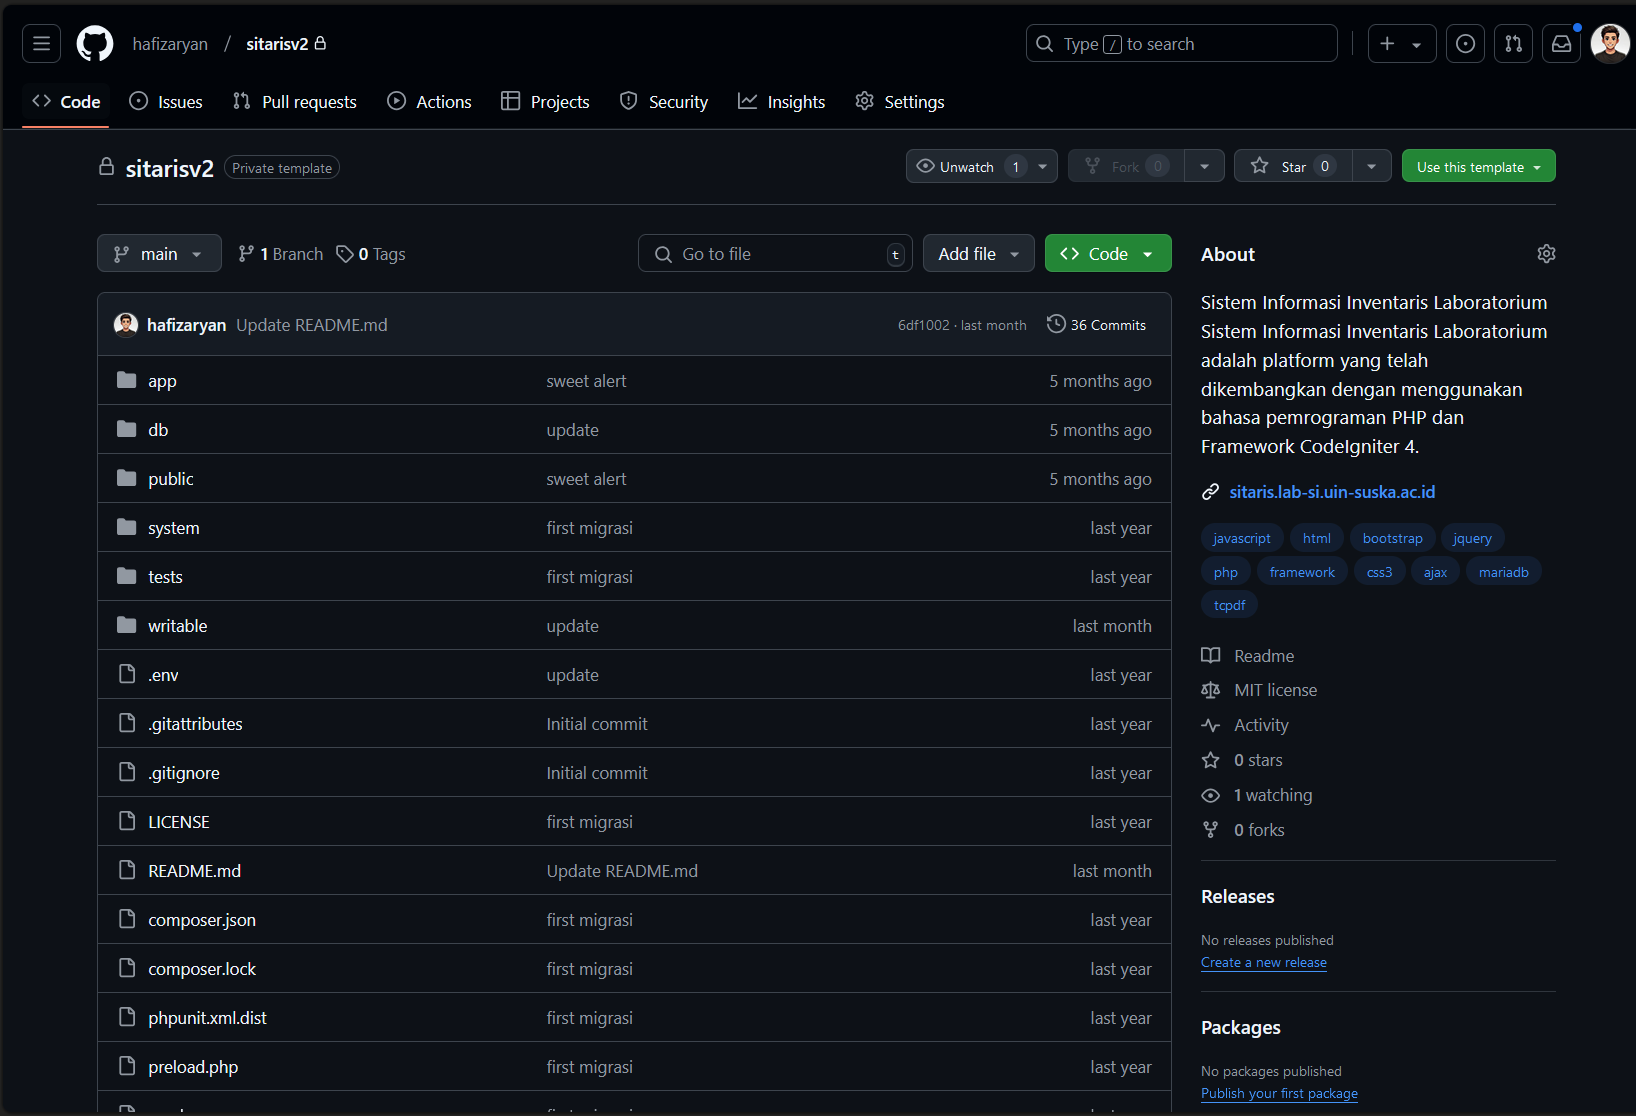 hafizaryan / sitarisv2
Type / to search
Code
Issues
Pull requests
Actions
Projects
Security
Insights
Settings
sitarisv2 Private template
Unwatch 1
Fork 0
Star 0
Use this template
main
1 Branch
0 Tags
Go to file t
Add file
Code
hafizaryan Update README.md 6df1002 · last month 36 Commits
app sweet alert 5 months ago
db update 5 months ago
public sweet alert 5 months ago
system first migrasi last year
tests first migrasi last year
writable update last month
.env update last year
.gitattributes Initial commit last year
.gitignore Initial commit last year
LICENSE first migrasi last year
README.md Update README.md last month
composer.json first migrasi last year
composer.lock first migrasi last year
phpunit.xml.dist first migrasi last year
preload.php first migrasi last year
About
Sistem Informasi Inventaris Laboratorium
Sistem Informasi Inventaris Laboratorium
adalah platform yang telah
dikembangkan dengan menggunakan
bahasa pemrograman PHP dan
Framework CodeIgniter 4.
sitaris.lab-si.uin-suska.ac.id
javascript html bootstrap jquery
php framework css3 ajax mariadb
tcpdf
Readme
MIT license
Activity
0 stars
1 watching
0 forks
Releases
No releases published
Create a new release
Packages
No packages published
Publish your first package